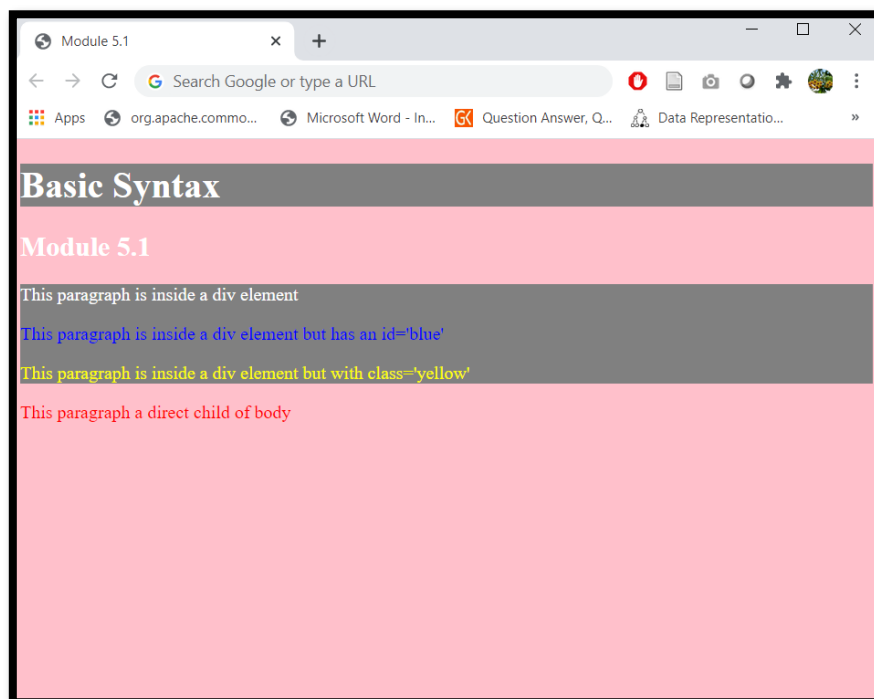 Module 5.1
Search Google or type a URL
Apps org.apache.commo... Microsoft Word - In... GK Question Answer, Q... Data Representatio... »
Basic Syntax
Module 5.1
This paragraph is inside a div element
This paragraph is inside a div element but has an id='blue'
This paragraph is inside a div element but with class='yellow'
This paragraph a direct child of body